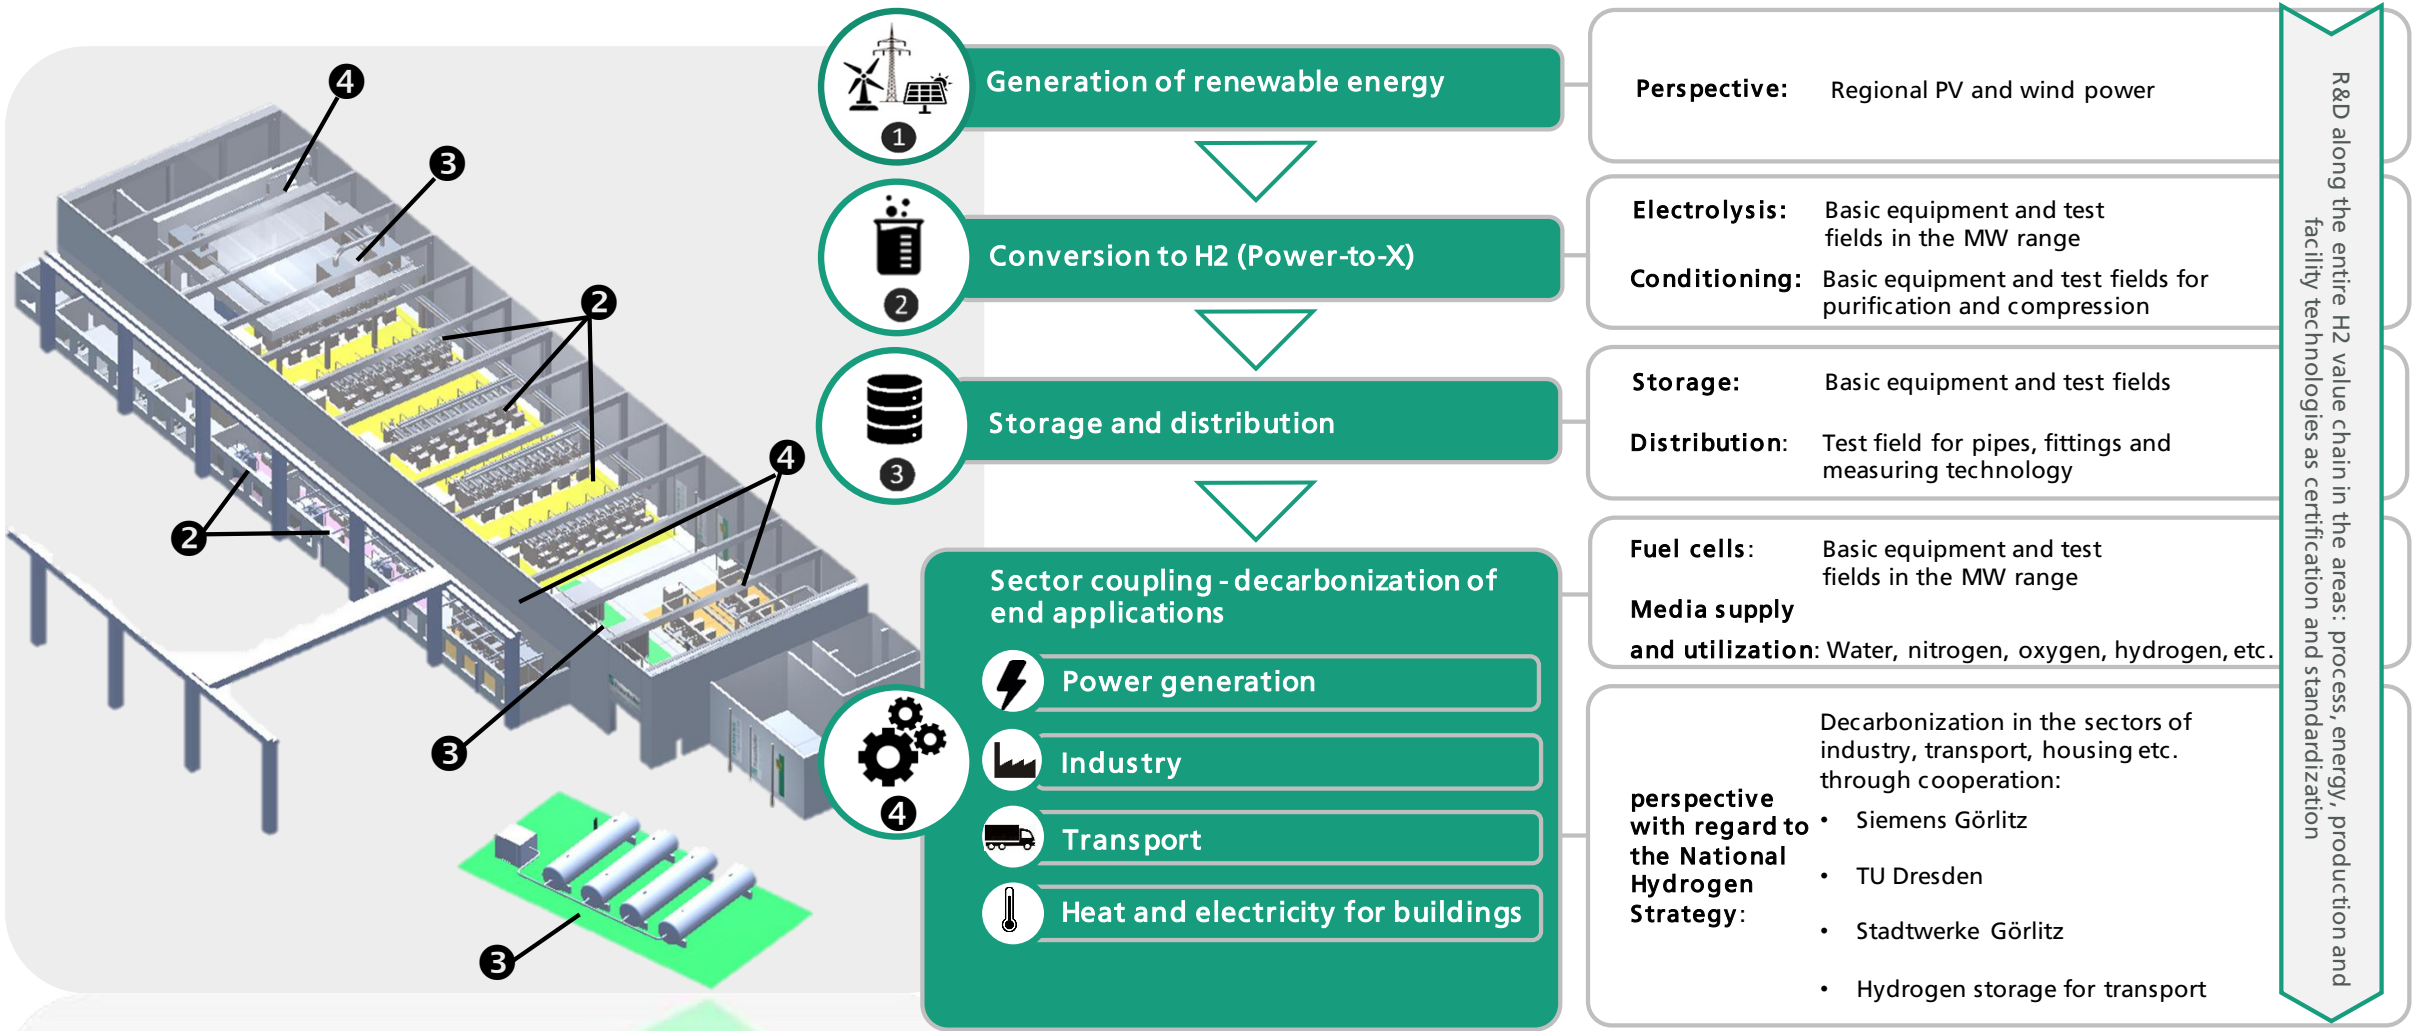 4
3
2
4
2
3
3
1
Generation of renewable energy
Perspective: Regional PV and wind power
2
Conversion to H2 (Power-to-X)
Electrolysis: Basic equipment and test
fields in the MW range
Conditioning: Basic equipment and test fields for
purification and compression
3
Storage and distribution
Storage: Basic equipment and test fields
Distribution: Test field for pipes, fittings and
measuring technology
4
Sector coupling - decarbonization of
end applications
Power generation
Industry
Transport
Heat and electricity for buildings
Fuel cells: Basic equipment and test
fields in the MW range
Media supply
and utilization: Water, nitrogen, oxygen, hydrogen, etc.
perspective
with regard to
the National
Hydrogen
Strategy:
Decarbonization in the sectors of
industry, transport, housing etc.
through cooperation:
• Siemens Görlitz
• TU Dresden
• Stadtwerke Görlitz
• Hydrogen storage for transport
R&D along the entire H2 value chain in the areas: process, energy, production and
facility technologies as certification and standardization